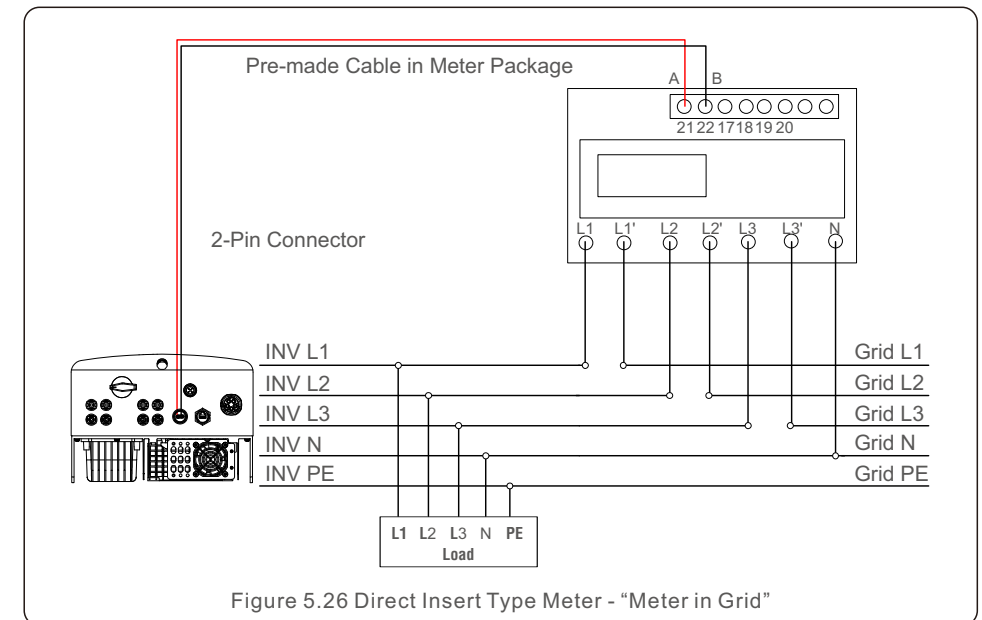 Pre-made Cable in Meter Package
A B
21 22 17 18 19 20
2-Pin Connector
L1 L1' L2 L2' L3 L3' N
INV L1 Grid L1
INV L2 Grid L2
INV L3 Grid L3
INV N Grid N
INV PE Grid PE
L1 L2 L3 N PE
Load
Figure 5.26 Direct Insert Type Meter - “Meter in Grid”